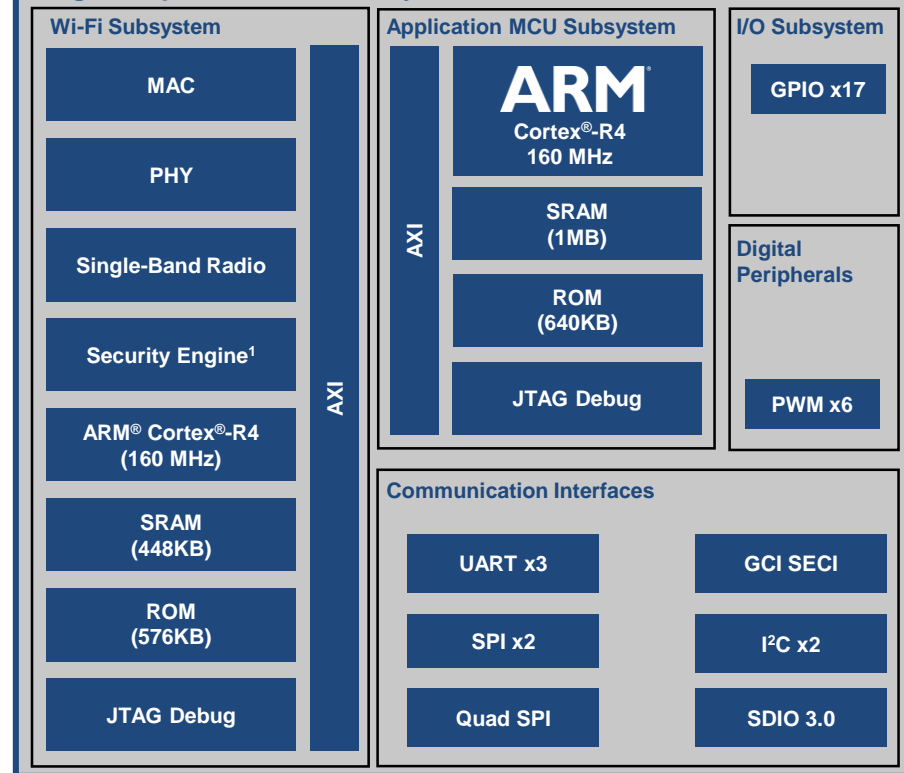 Wi-Fi Subsystem
MAC
PHY
Single-Band Radio
Security Engine¹
ARM® Cortex®-R4
(160 MHz)
SRAM
(448KB)
ROM
(576KB)
JTAG Debug
AXI
Application MCU Subsystem
AXI
ARM®
Cortex®-R4
160 MHz
SRAM
(1MB)
ROM
(640KB)
JTAG Debug
I/O Subsystem
GPIO x17
Digital
Peripherals
PWM x6
Communication Interfaces
UART x3
GCI SECI
SPI x2
I²C x2
Quad SPI
SDIO 3.0